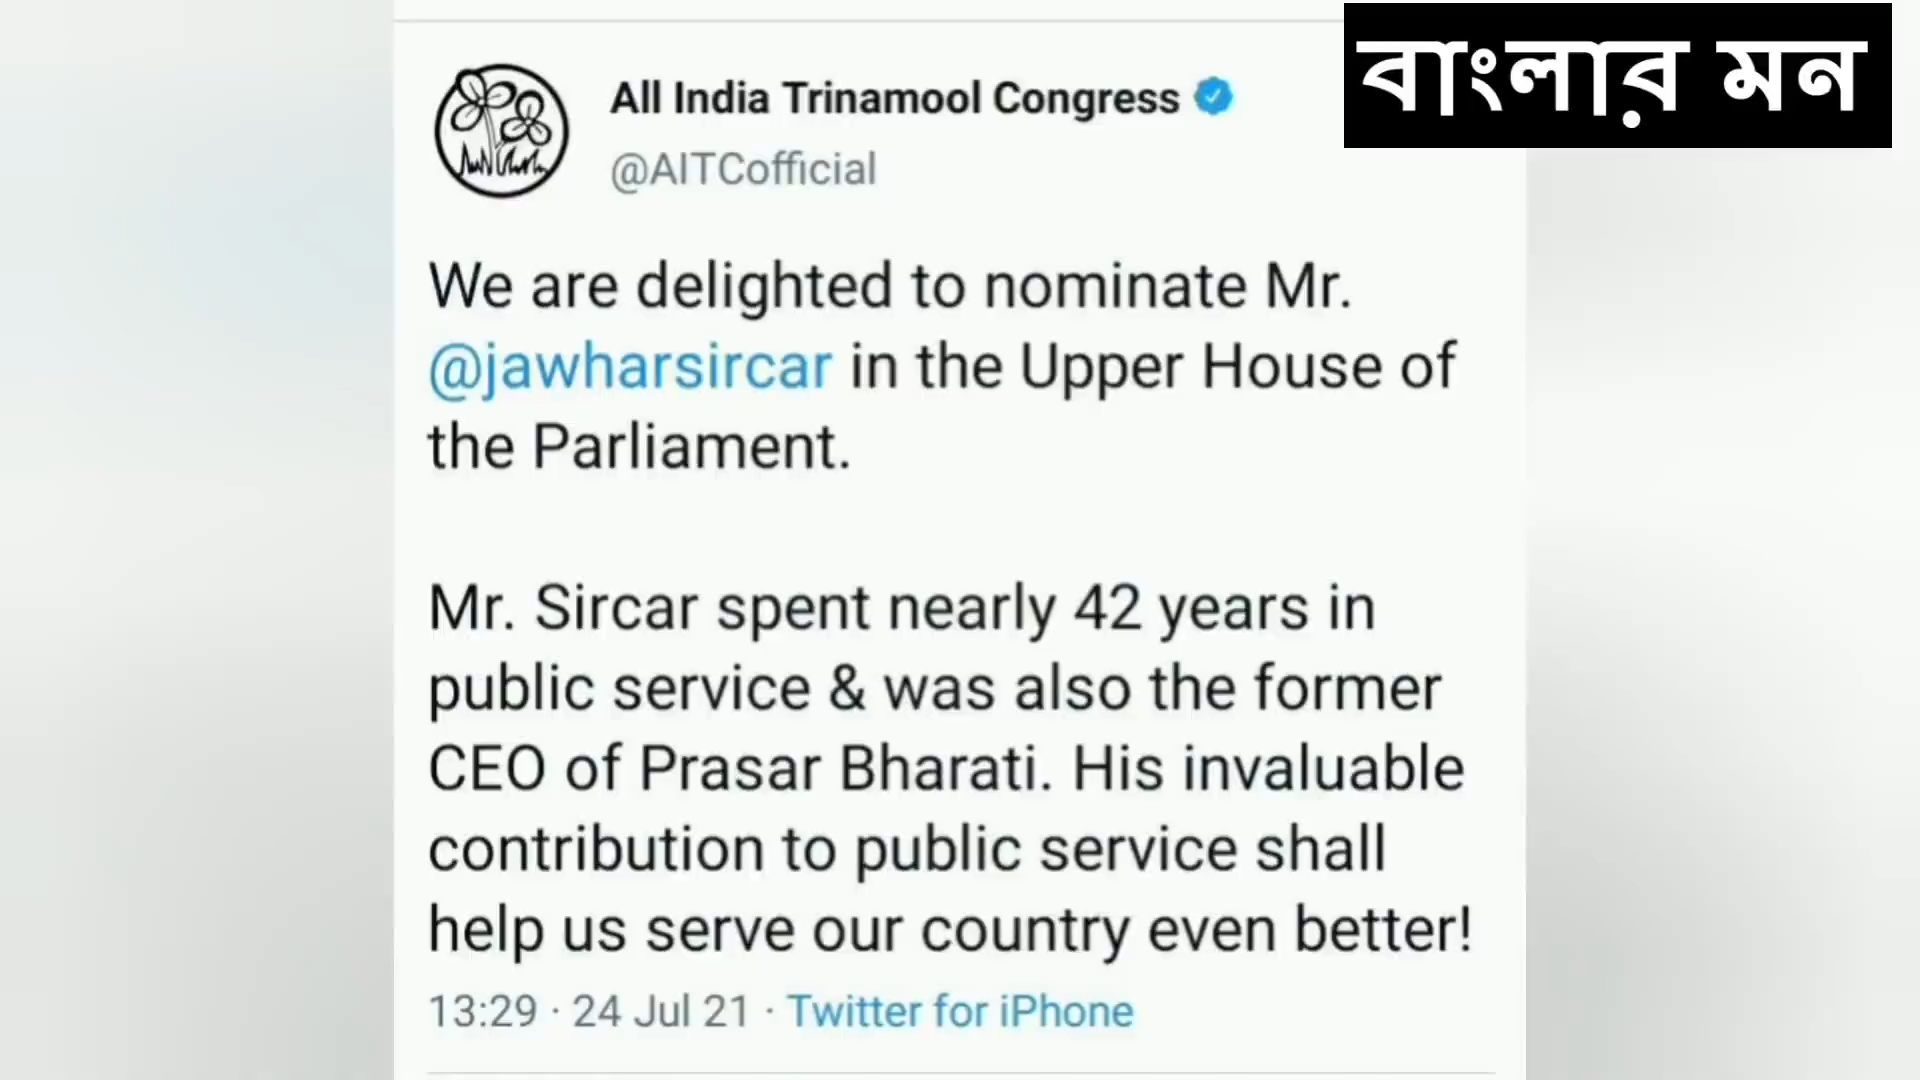 বাংলার মন
All India Trinamool Congress
@AITCofficial
We are delighted to nominate Mr.
@jawharsircar in the Upper House of
the Parliament.
Mr. Sircar spent nearly 42 years in
public service & was also the former
CEO of Prasar Bharati. His invaluable
contribution to public service shall
help us serve our country even better!
13:29 · 24 Jul 21 · Twitter for iPhone